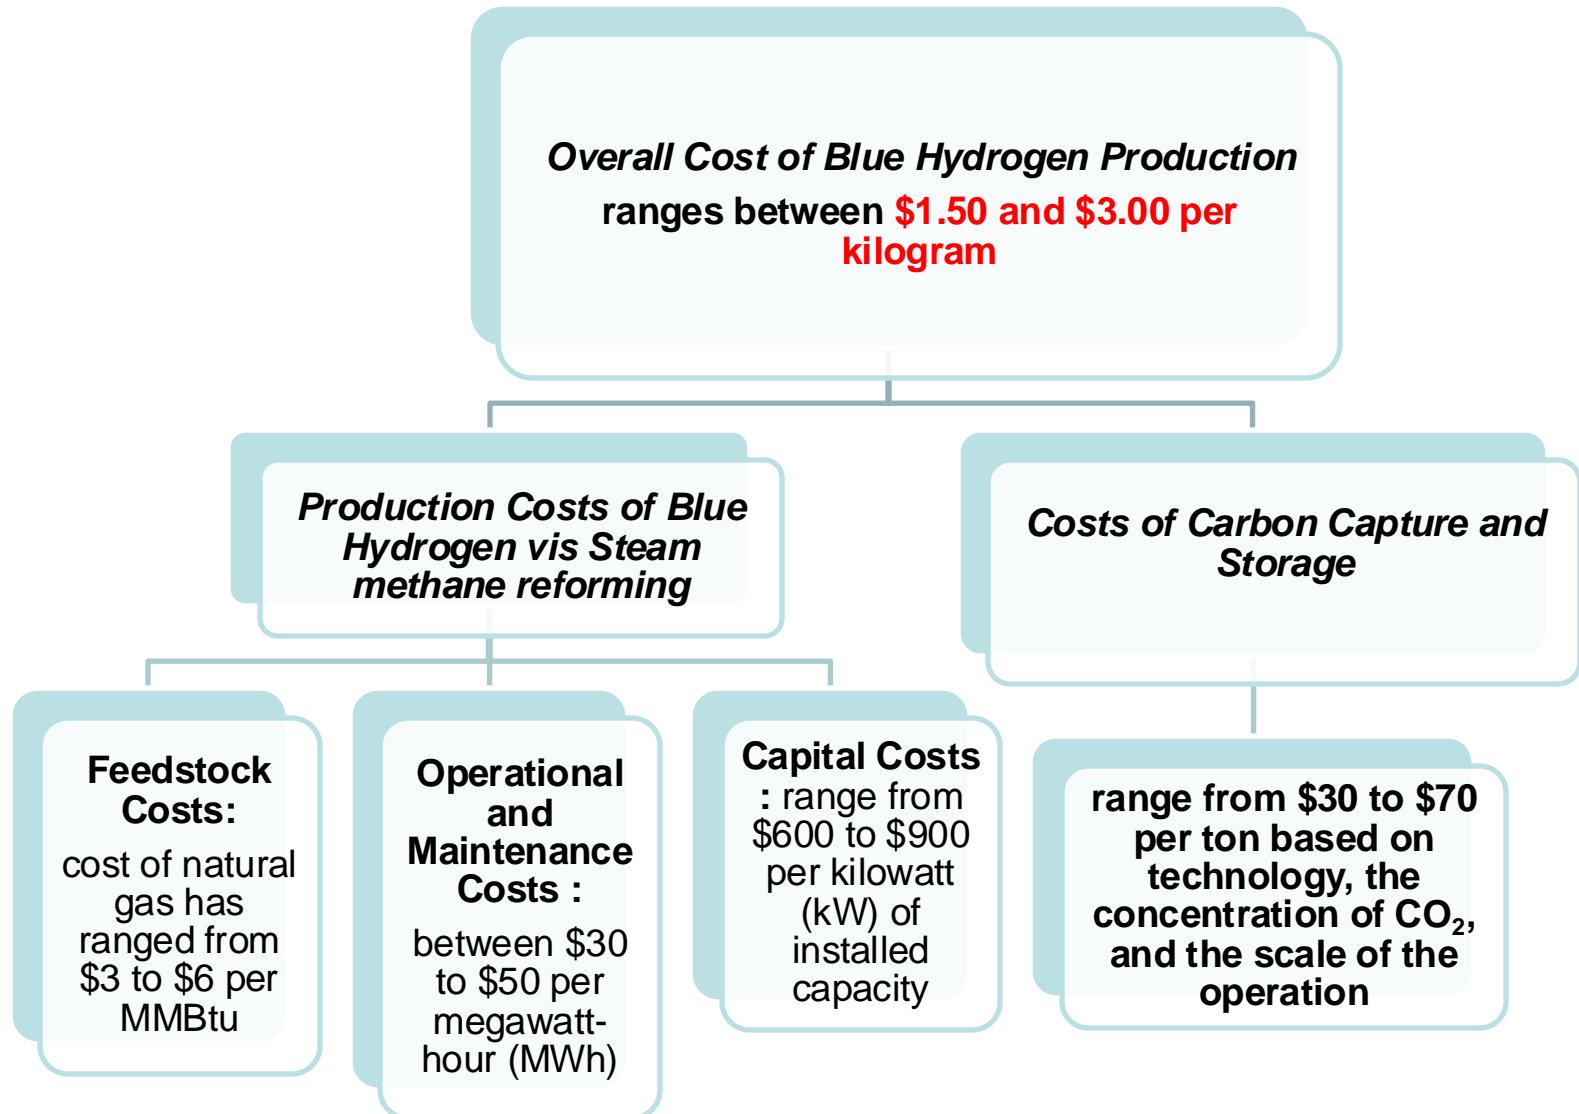 Overall Cost of Blue Hydrogen Production
ranges between $1.50 and $3.00 per
kilogram
Production Costs of Blue
Hydrogen vis Steam
methane reforming
Costs of Carbon Capture and
Storage
Feedstock
Costs:
cost of natural
gas has
ranged from
$3 to $6 per
MMBtu
Operational
and
Maintenance
Costs :
between $30
to $50 per
megawatt-
hour (MWh)
Capital Costs
: range from
$600 to $900
per kilowatt
(kW) of
installed
capacity
range from $30 to $70
per ton based on
technology, the
concentration of CO₂,
and the scale of the
operation